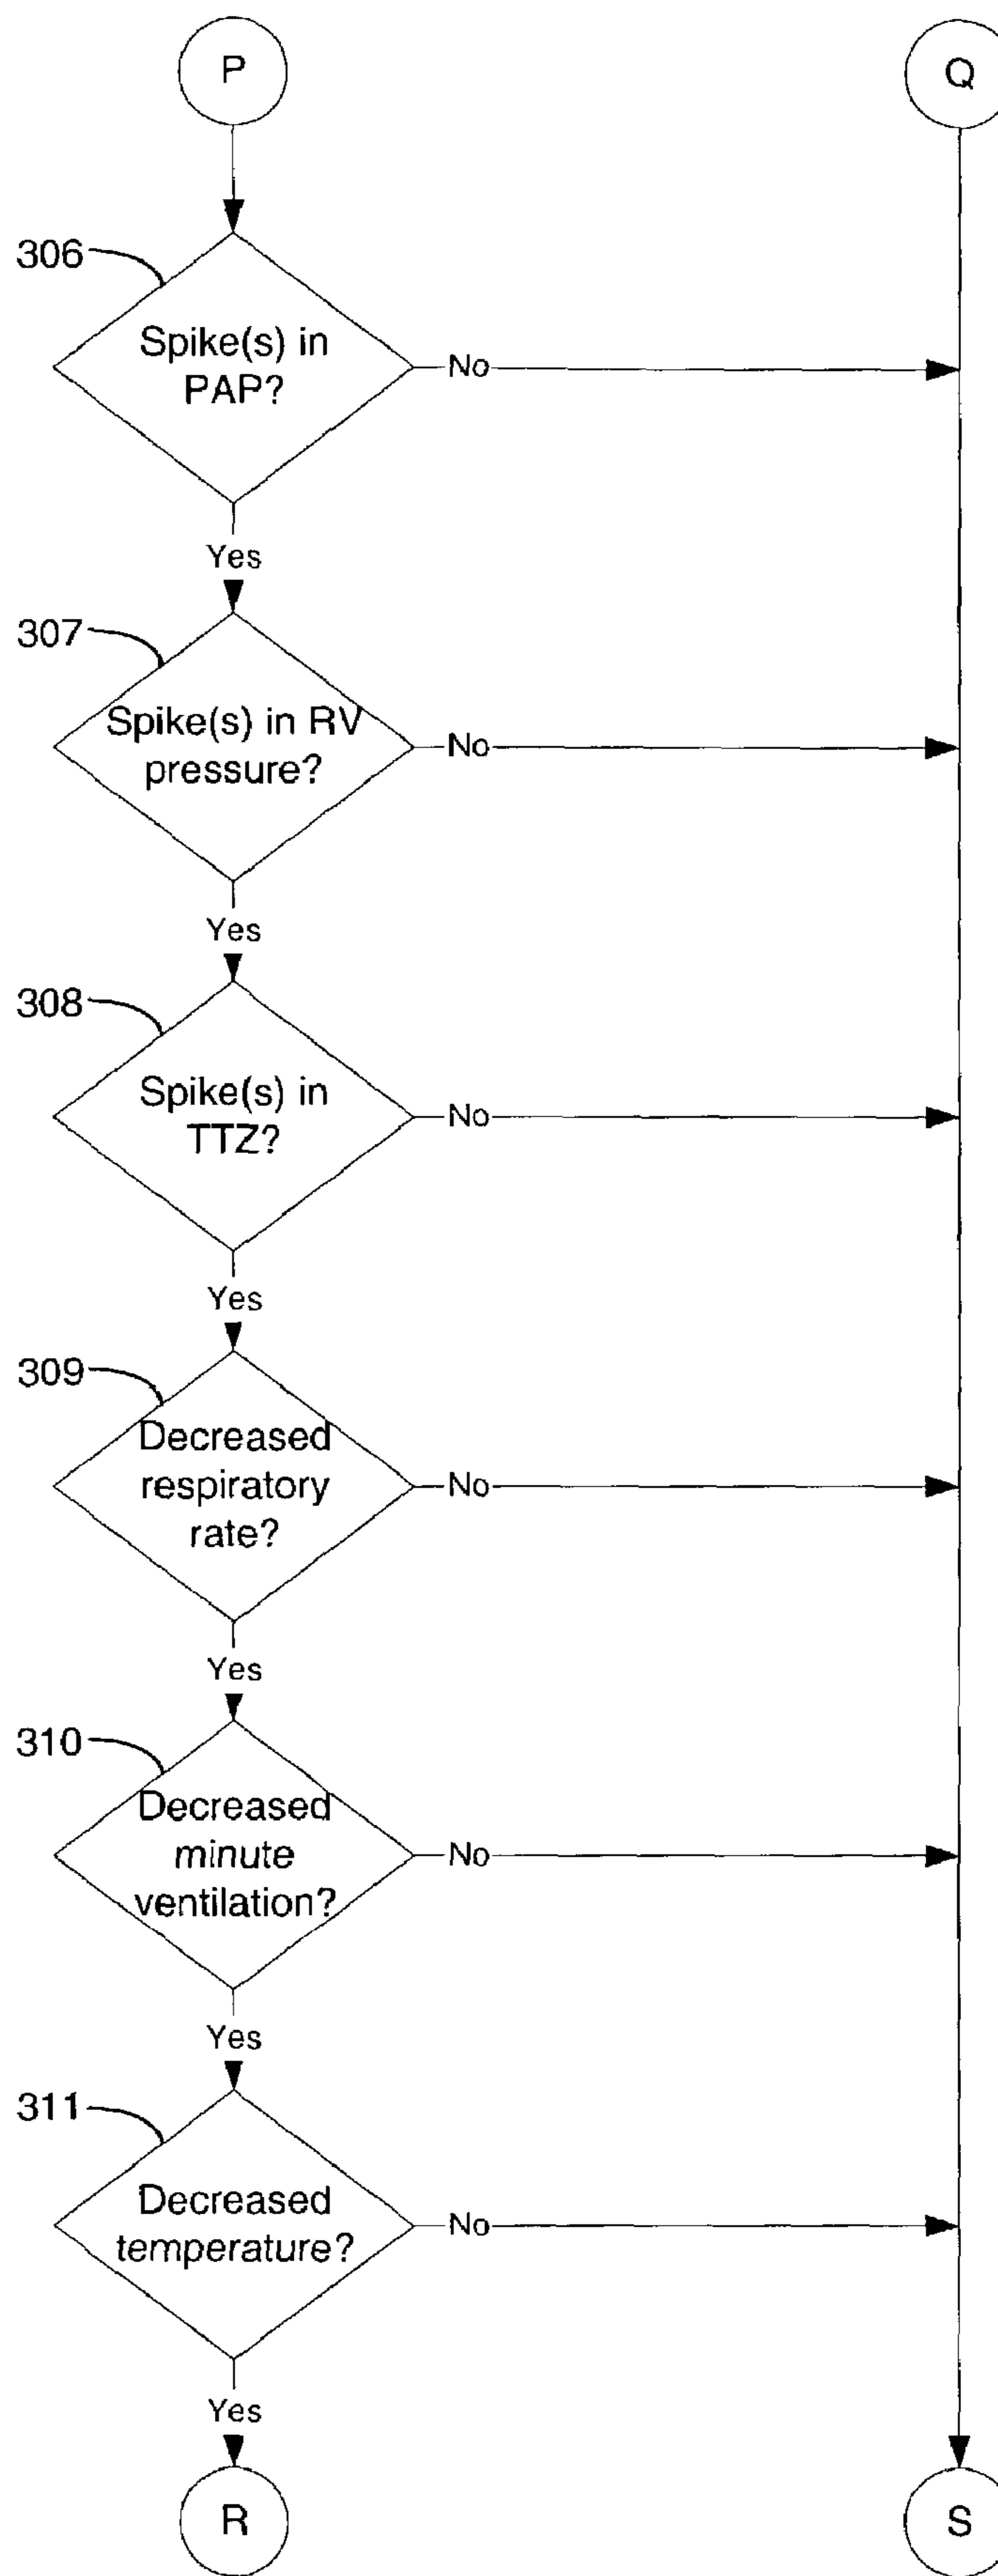 P
Q
306
Spike(s) in
PAP?
No
Yes
307
Spike(s) in RV
pressure?
No
Yes
308
Spike(s) in
TTZ?
No
Yes
309
Decreased
respiratory
rate?
No
Yes
310
Decreased
minute
ventilation?
No
Yes
311
Decreased
temperature?
No
Yes
R
S